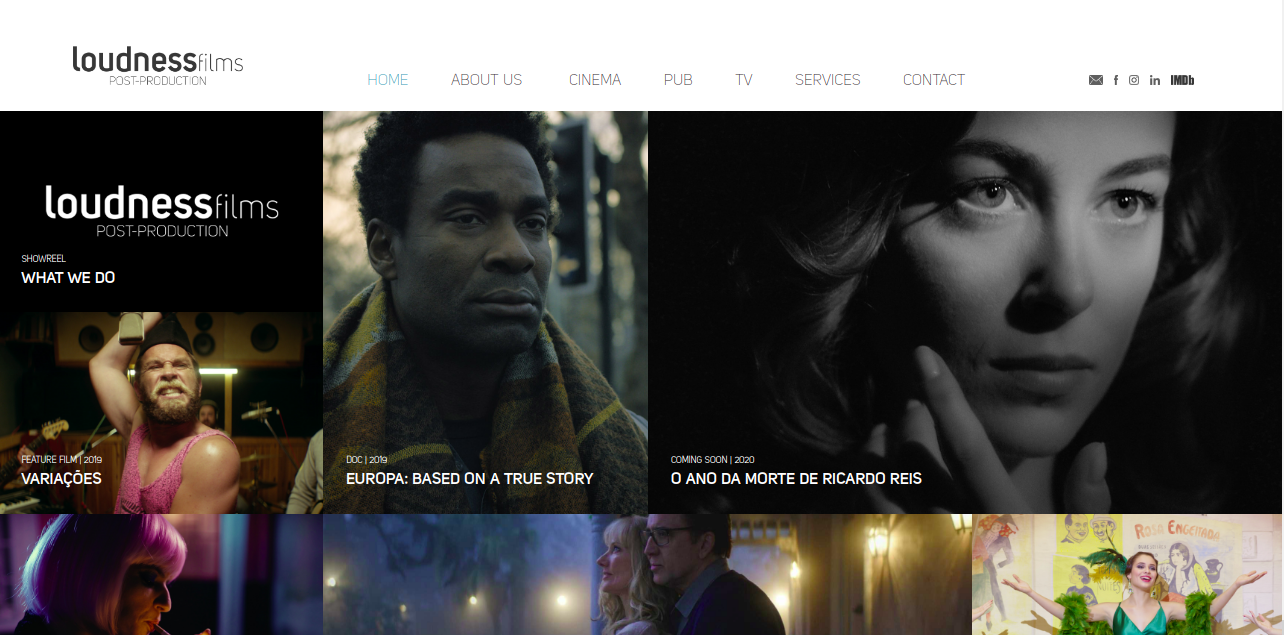 loudnessfilms
POST-PRODUCTION
HOME
ABOUT US
CINEMA
PUB
TV
SERVICES
CONTACT
f
in
IMDb
loudnessfilms
POST-PRODUCTION
SHOWREEL
WHAT WE DO
FEATURE FILM | 2019
VARIAÇÕES
DOC | 2019
EUROPA: BASED ON A TRUE STORY
COMING SOON | 2020
O ANO DA MORTE DE RICARDO REIS
ROSA ENGEITADA